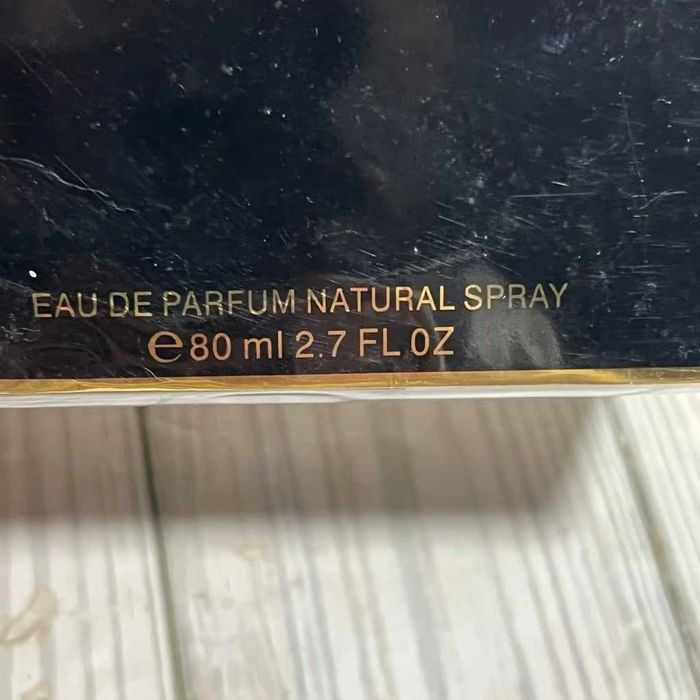 EAU DE PARFUM NATURAL SPRAY
℮80 ml 2.7 FL 0Z